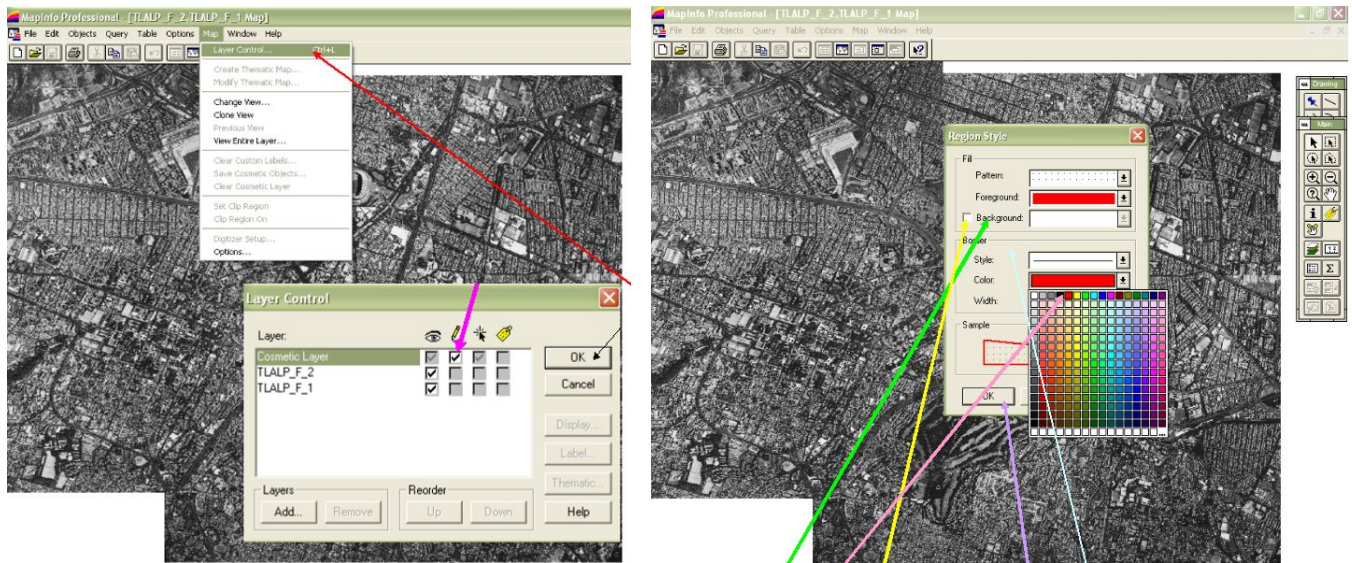 MapInfo Professional - [TLALP_F_2,TLALP_F_1 Map]
File Edit Objects Query Table Options Map Window Help
Layer Control... Ctrl+L
Create Thematic Map...
Modify Thematic Map...
Change View...
Clone View
Previous View
View Entire Layer...
Clear Custom Labels...
Save Cosmetic Objects...
Clear Cosmetic Layer
Set Clip Region
Clip Region On
Digitizer Setup...
Options...
Layer Control
Layer:
Cosmetic Layer
TLALP_F_2
TLALP_F_1
OK
Cancel
Display...
Label...
Thematic...
Layers
Add... Remove
Reorder
Up Down
Help
MapInfo Professional - [TLALP_F_2,TLALP_F_1 Map]
File Edit Objects Query Table Options Map Window Help
Drawing
Main
Region Style
Fill
Pattern:
Foreground:
Background:
Border
Style:
Color:
Width:
Sample
OK